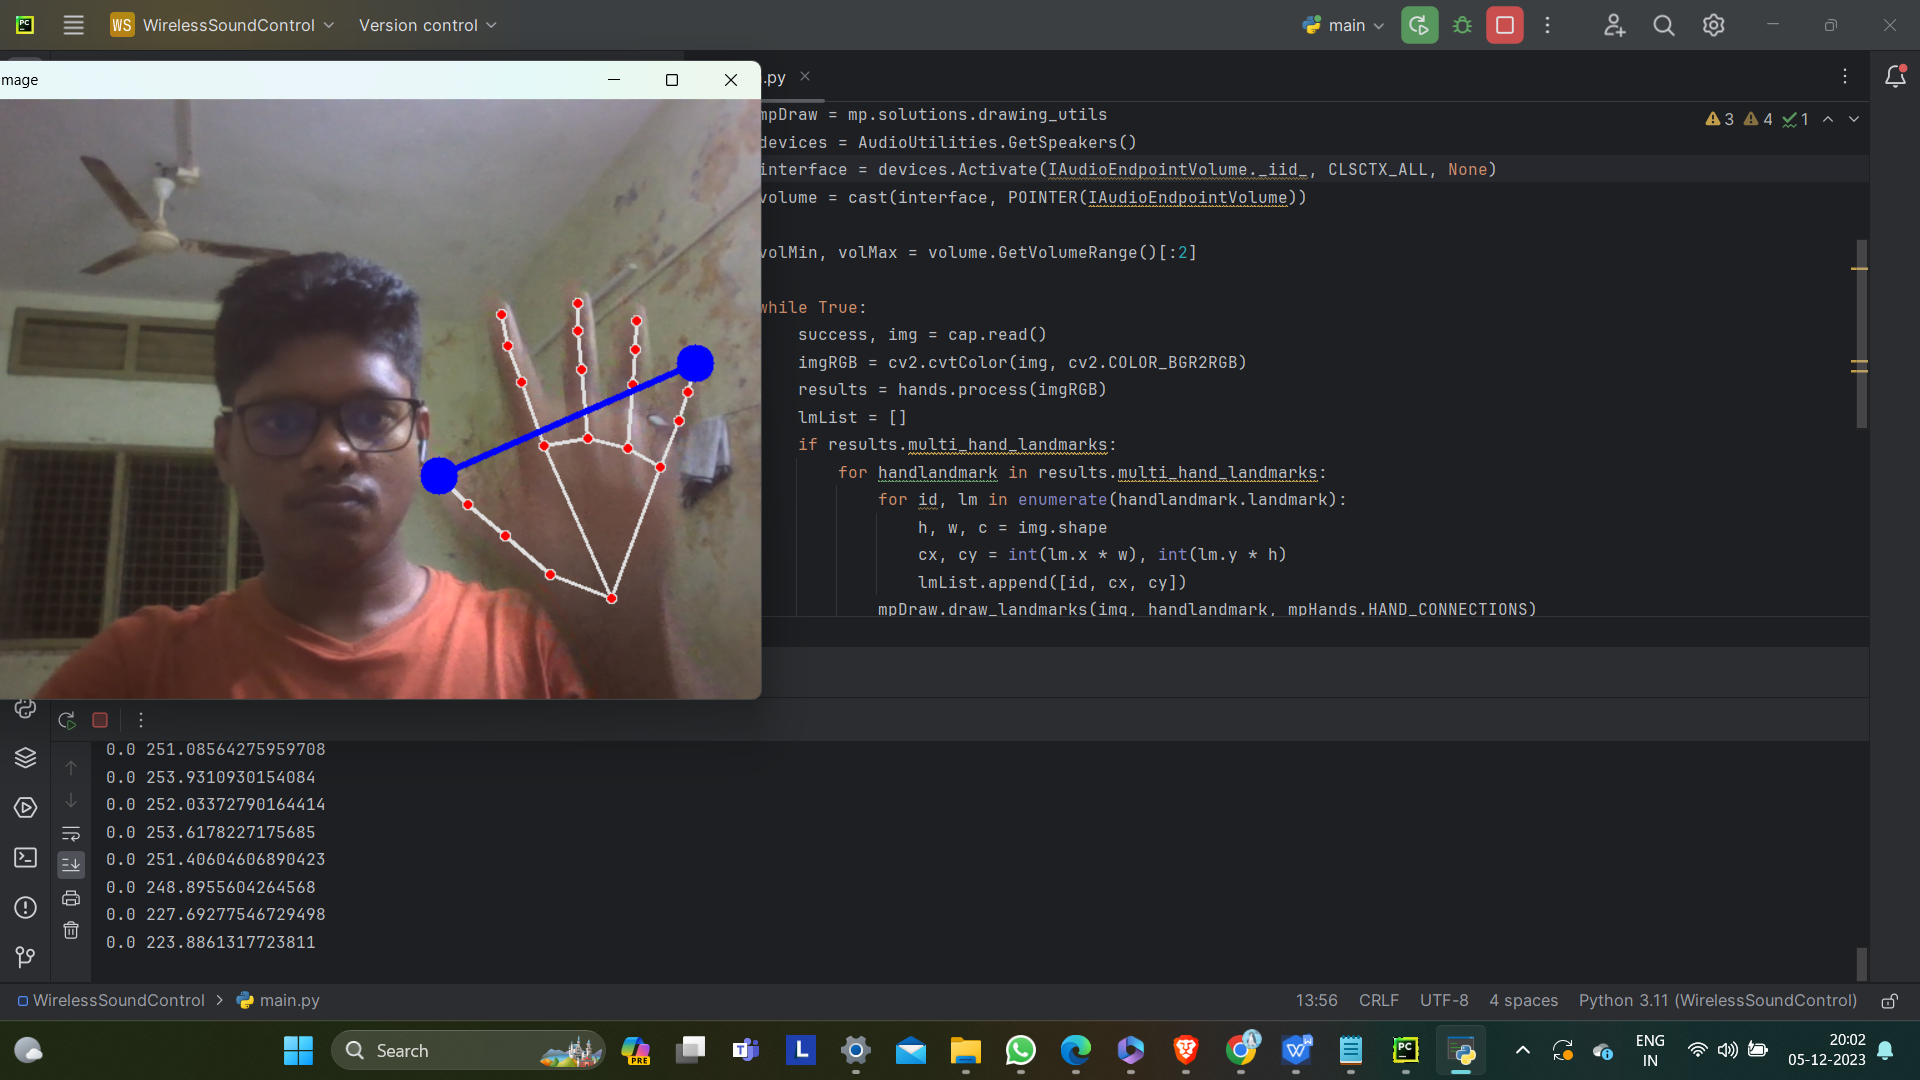 PC
WS WirelessSoundControl
Version control
main
mage
.py
3 4 1
mpDraw = mp.solutions.drawing_utils
devices = AudioUtilities.GetSpeakers()
interface = devices.Activate(IAudioEndpointVolume._iid_, CLSCTX_ALL, None)
volume = cast(interface, POINTER(IAudioEndpointVolume))
volMin, volMax = volume.GetVolumeRange()[:2]
while True:
success, img = cap.read()
imgRGB = cv2.cvtColor(img, cv2.COLOR_BGR2RGB)
results = hands.process(imgRGB)
lmList = []
if results.multi_hand_landmarks:
for handlandmark in results.multi_hand_landmarks:
for id, lm in enumerate(handlandmark.landmark):
h, w, c = img.shape
cx, cy = int(lm.x * w), int(lm.y * h)
lmList.append([id, cx, cy])
mpDraw.draw_landmarks(img, handlandmark, mpHands.HAND_CONNECTIONS)
0.0 251.08564275959708
0.0 253.9310930154084
0.0 252.03372790164414
0.0 253.6178227175685
0.0 251.40604606890423
0.0 248.8955604264568
0.0 227.69277546729498
0.0 223.8861317723811
WirelessSoundControl > main.py
13:56 CRLF UTF-8 4 spaces Python 3.11 (WirelessSoundControl)
Search
PRE
L
PC
ENG
IN
20:02
05-12-2023